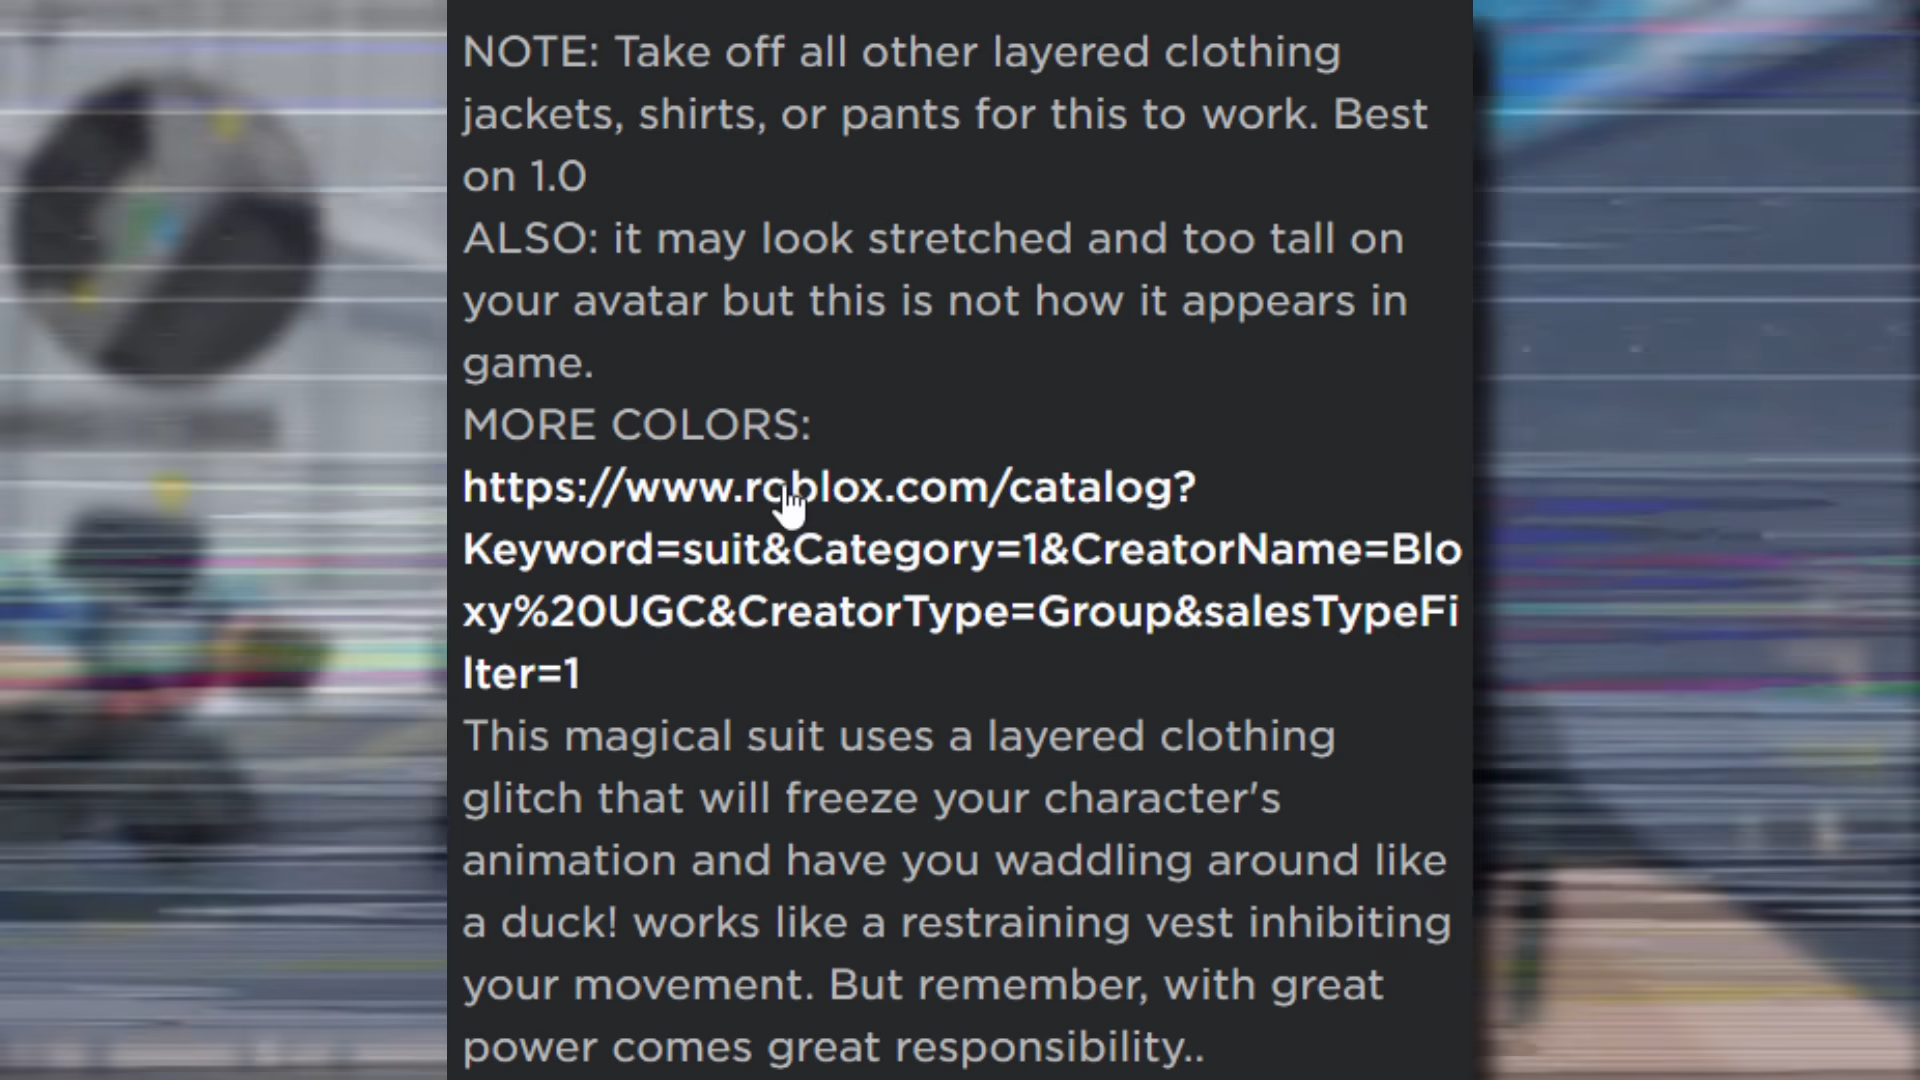 NOTE: Take off all other layered clothing
jackets, shirts, or pants for this to work. Best
on 1.0
ALSO: it may look stretched and too tall on
your avatar but this is not how it appears in
game.
MORE COLORS:
https://www.roblox.com/catalog?
Keyword=suit&Category=1&CreatorName=Blo
xy%20UGC&CreatorType=Group&salesTypeFi
lter=1
This magical suit uses a layered clothing
glitch that will freeze your character's
animation and have you waddling around like
a duck! works like a restraining vest inhibiting
your movement. But remember, with great
power comes great responsibility..